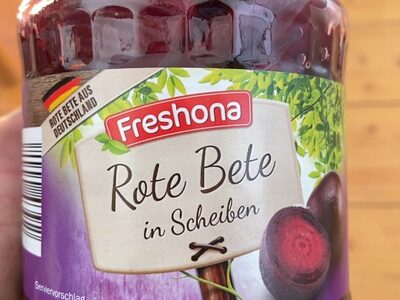 ROTE BETE AUS
DEUTSCHLAND
Freshona
Rote Bete
in Scheiben
Serviervorschlag